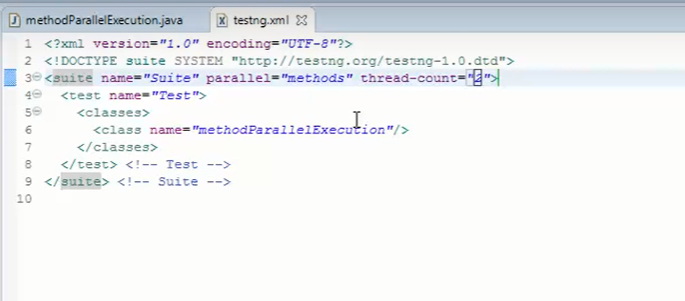 methodParallelExecution.java testng.xml
1 <?xml version="1.0" encoding="UTF-8"?>
2 <!DOCTYPE suite SYSTEM "http://testng.org/testng-1.0.dtd">
3 <suite name="Suite" parallel="methods" thread-count="2">
4 <test name="Test">
5 <classes>
6 <class name="methodParallelExecution"/>
7 </classes>
8 </test> <!-- Test -->
9 </suite> <!-- Suite -->
10